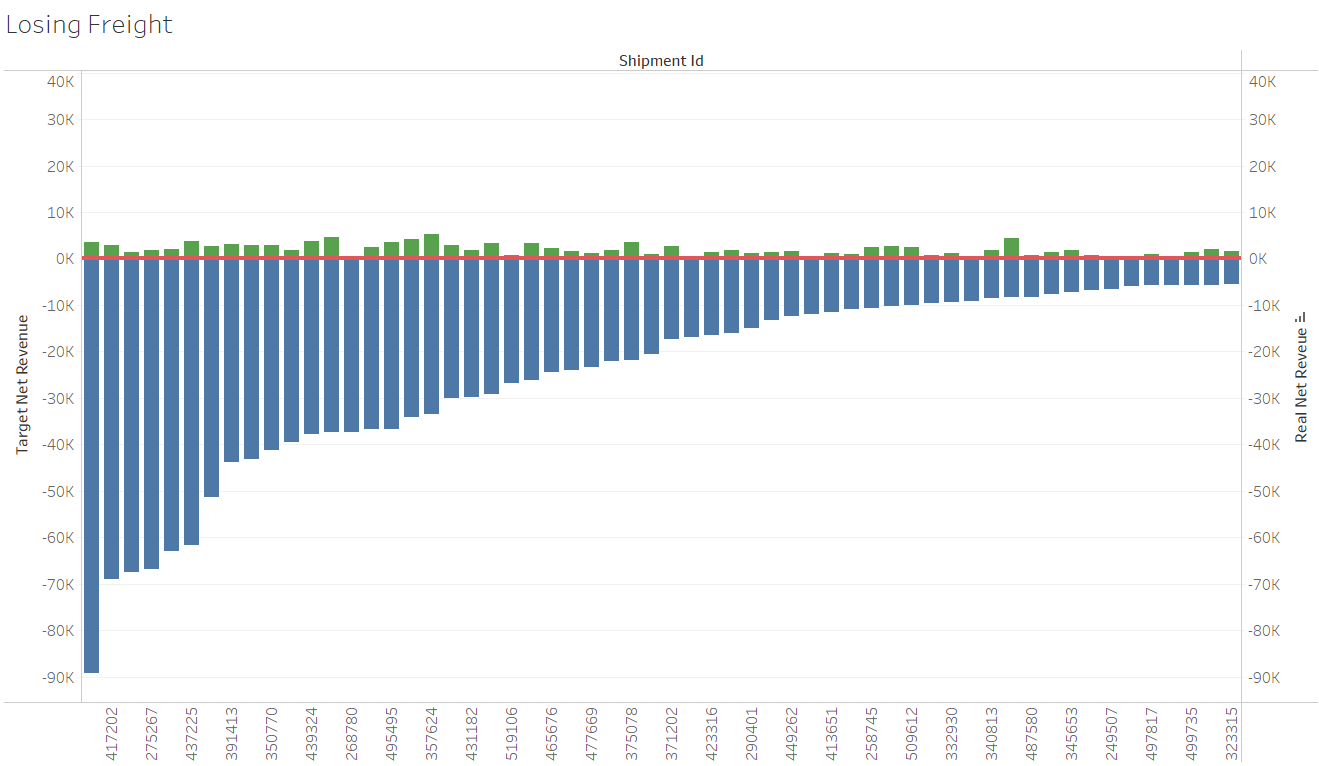 Losing Freight
Shipment Id
40K
30K
20K
10K
0K
-10K
-20K
-30K
-40K
-50K
-60K
-70K
-80K
-90K
Target Net Revenue
40K
30K
20K
10K
0K
-10K
-20K
-30K
-40K
-50K
-60K
-70K
-80K
-90K
Real Net Reveue
417202
275267
437225
391413
350770
439324
268780
495495
357624
431182
519106
465676
477669
375078
371202
423316
290401
449262
413651
258745
509612
332930
340813
487580
345653
249507
497817
499735
323315